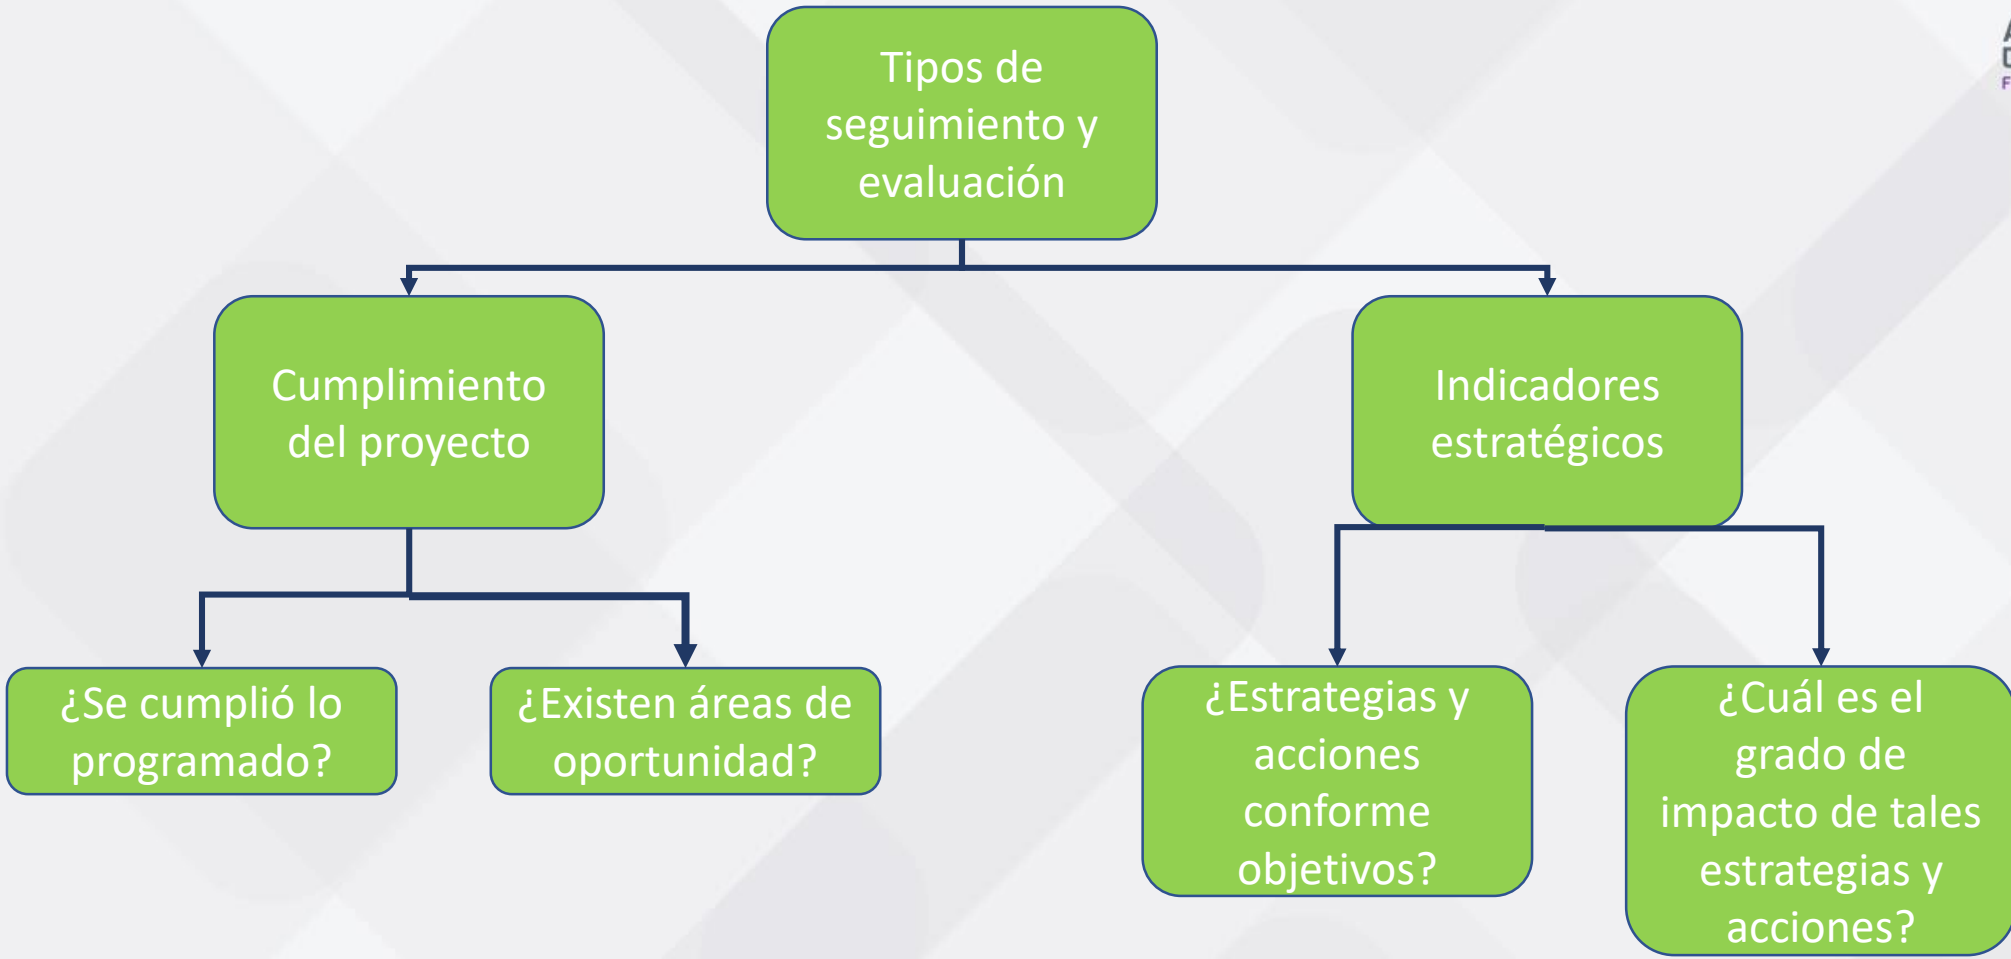 Tipos de
seguimiento y
evaluación
Cumplimiento
del proyecto
Indicadores
estratégicos
¿Se cumplió lo
programado?
¿Existen áreas de
oportunidad?
¿Estrategias y
acciones
conforme
objetivos?
¿Cuál es el
grado de
impacto de tales
estrategias y
acciones?